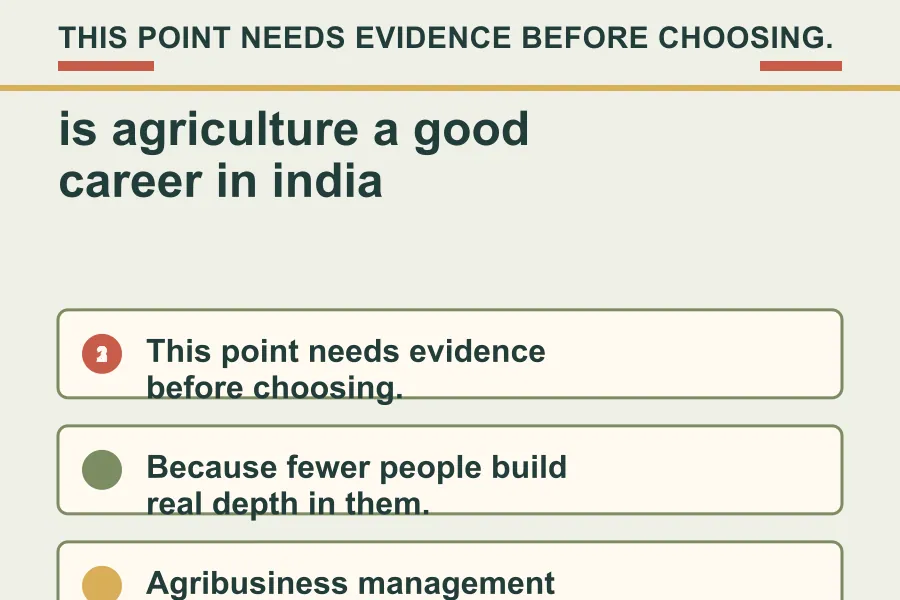 THIS POINT NEEDS EVIDENCE BEFORE CHOOSING.
is agriculture a good
career in india
This point needs evidence
before choosing.
Because fewer people build
real depth in them.
Agribusiness management